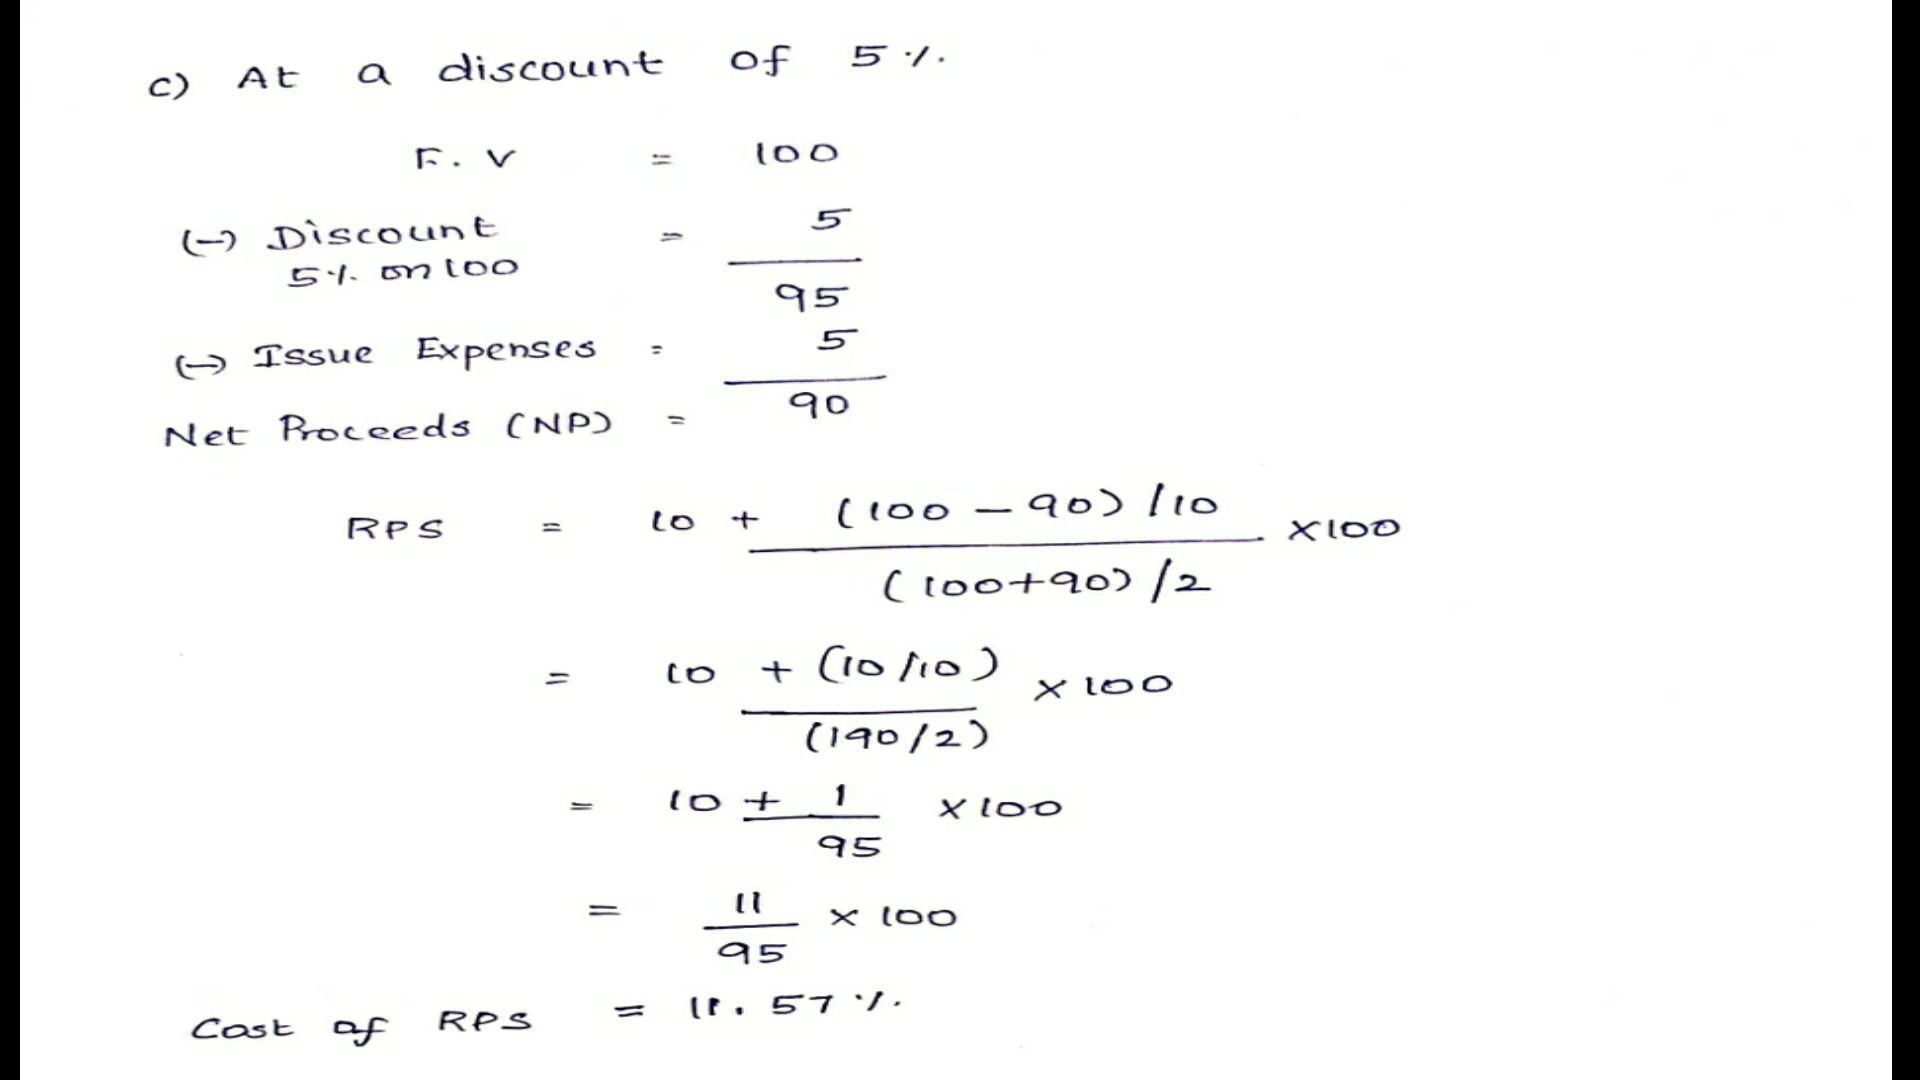 c) At a discount of 5%.
F.V = 100
(-) Discount = 5
5% on 100
95
(-) Issue Expenses = 5
Net Proceeds (NP) = 90
RPS = 10 + (100 - 90) /10
(100+90) /2 ×100
= 10 + (10/10)
(190/2) × 100
= 10 + 1
95 × 100
= 11
95 × 100
Cost of RPS = 11.57%.